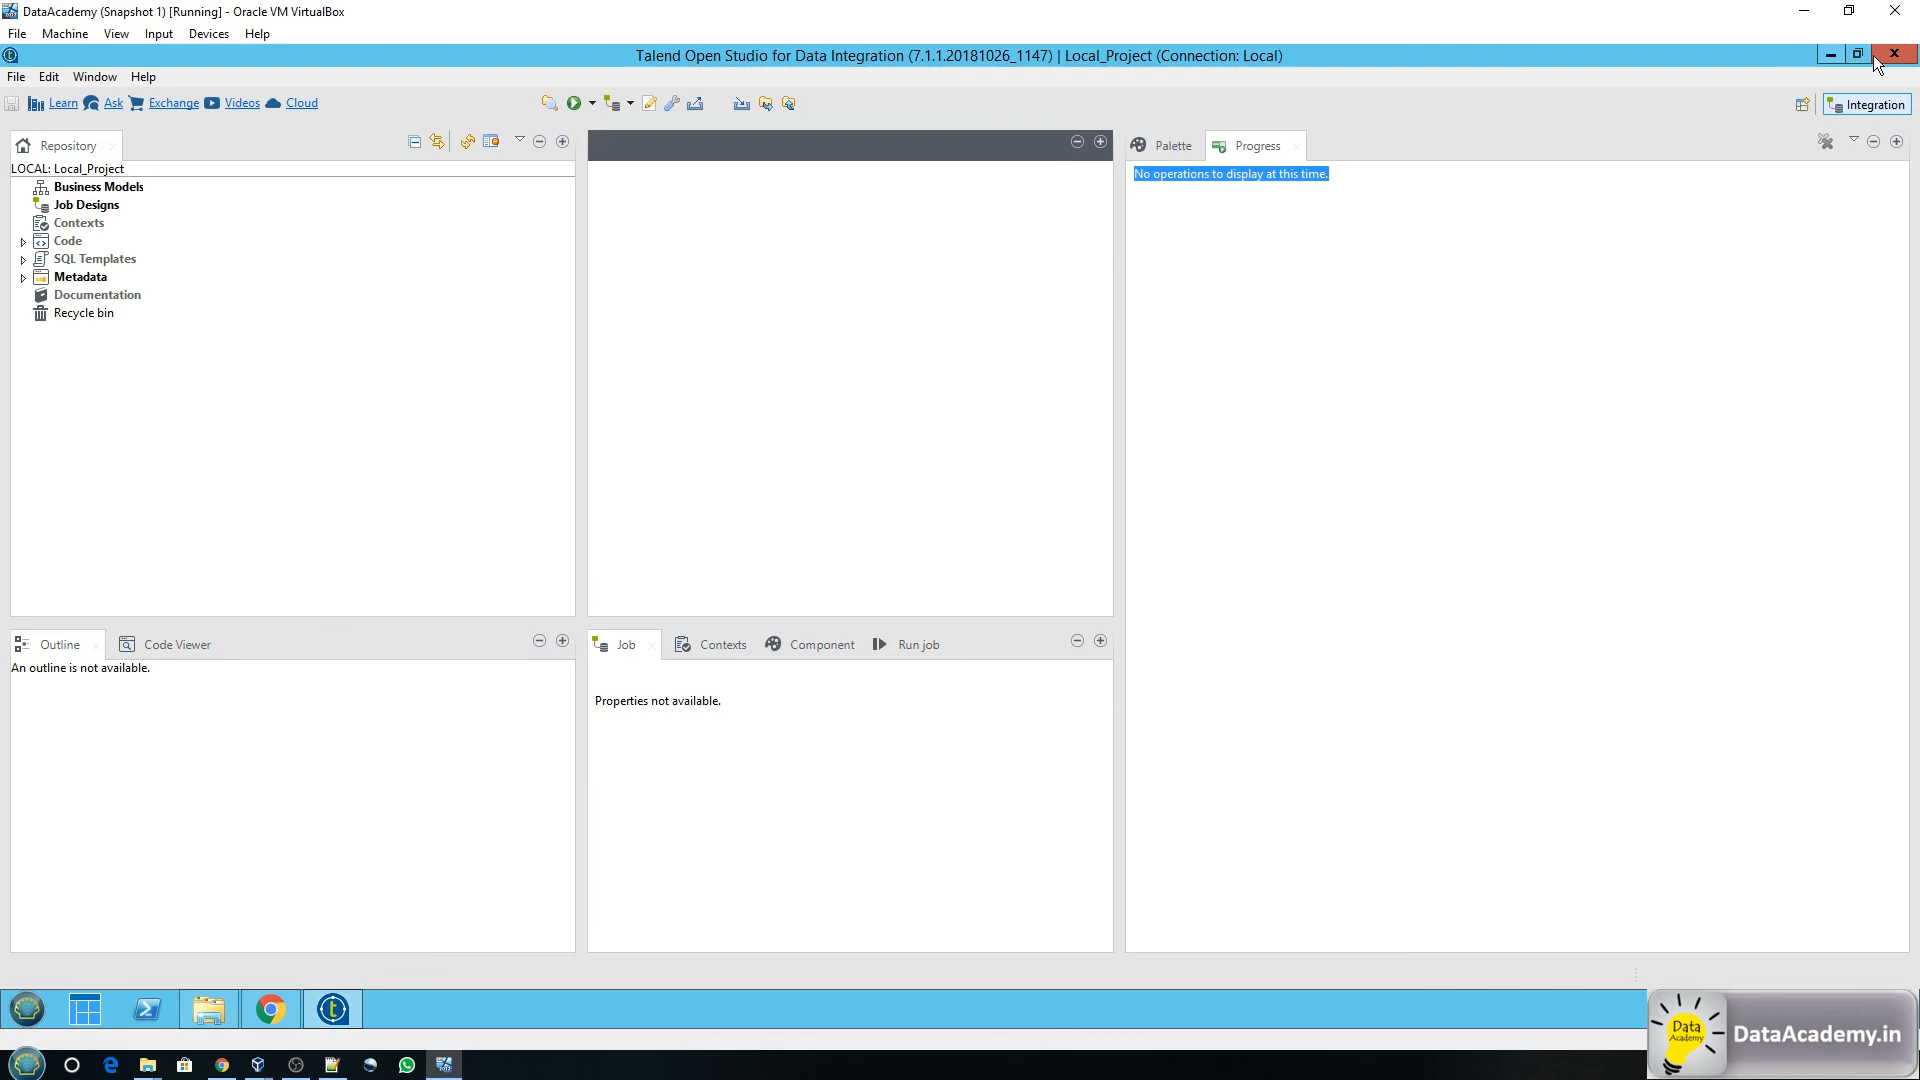 DataAcademy (Snapshot 1) [Running] - Oracle VM VirtualBox
File Machine View Input Devices Help
Talend Open Studio for Data Integration (7.1.1.20181026_1147) | Local_Project (Connection: Local)
File Edit Window Help
Learn Ask Exchange Videos Cloud
Integration
Repository
Palette Progress
LOCAL: Local_Project
No operations to display at this time.
Business Models
Job Designs
Contexts
Code
SQL Templates
Metadata
Documentation
Recycle bin
Outline Code Viewer
Job Contexts Component Run job
An outline is not available.
Properties not available.
Data
Academy
DataAcademy.in